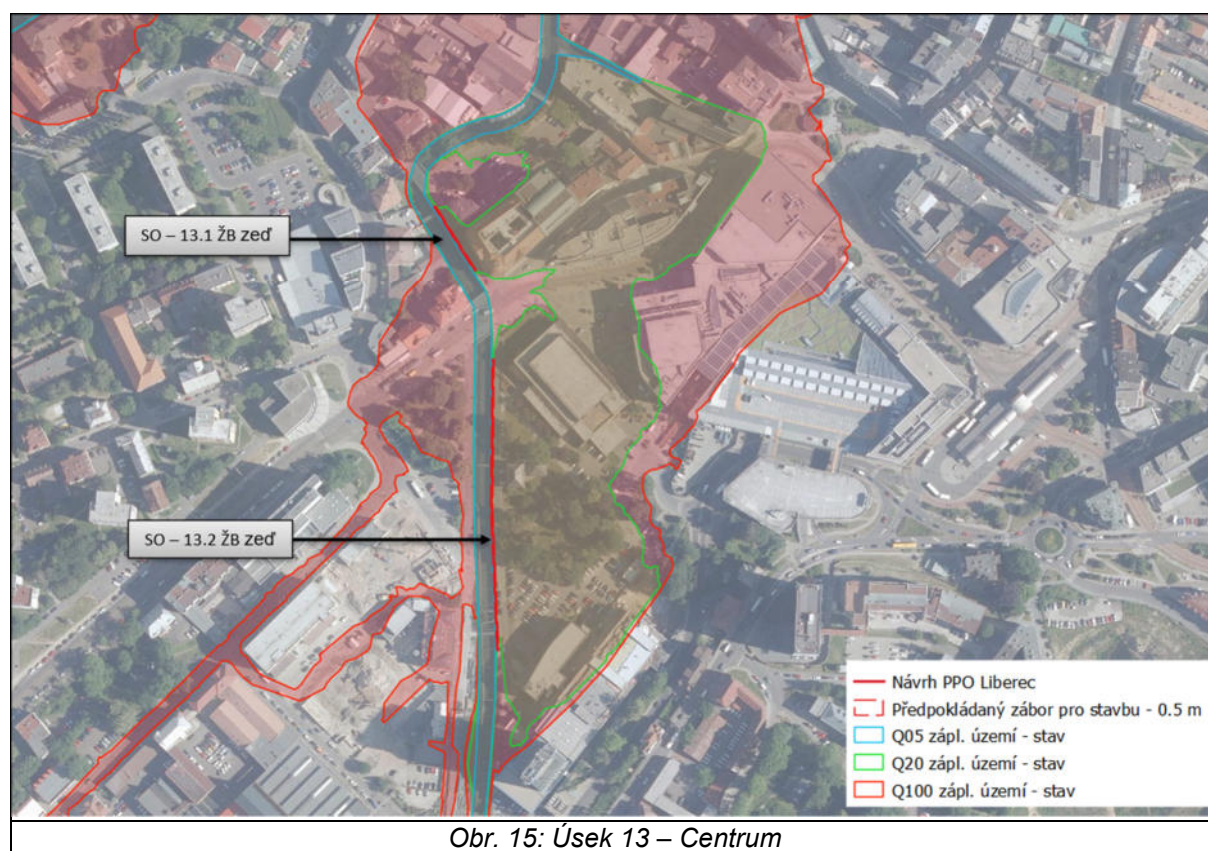 SO – 13.1 ŽB zeď
SO – 13.2 ŽB zeď
Návrh PPO Liberec
Předpokládaný zábor pro stavbu - 0.5 m
Q05 zápl. území - stav
Q20 zápl. území - stav
Q100 zápl. území - stav
Obr. 15: Úsek 13 – Centrum